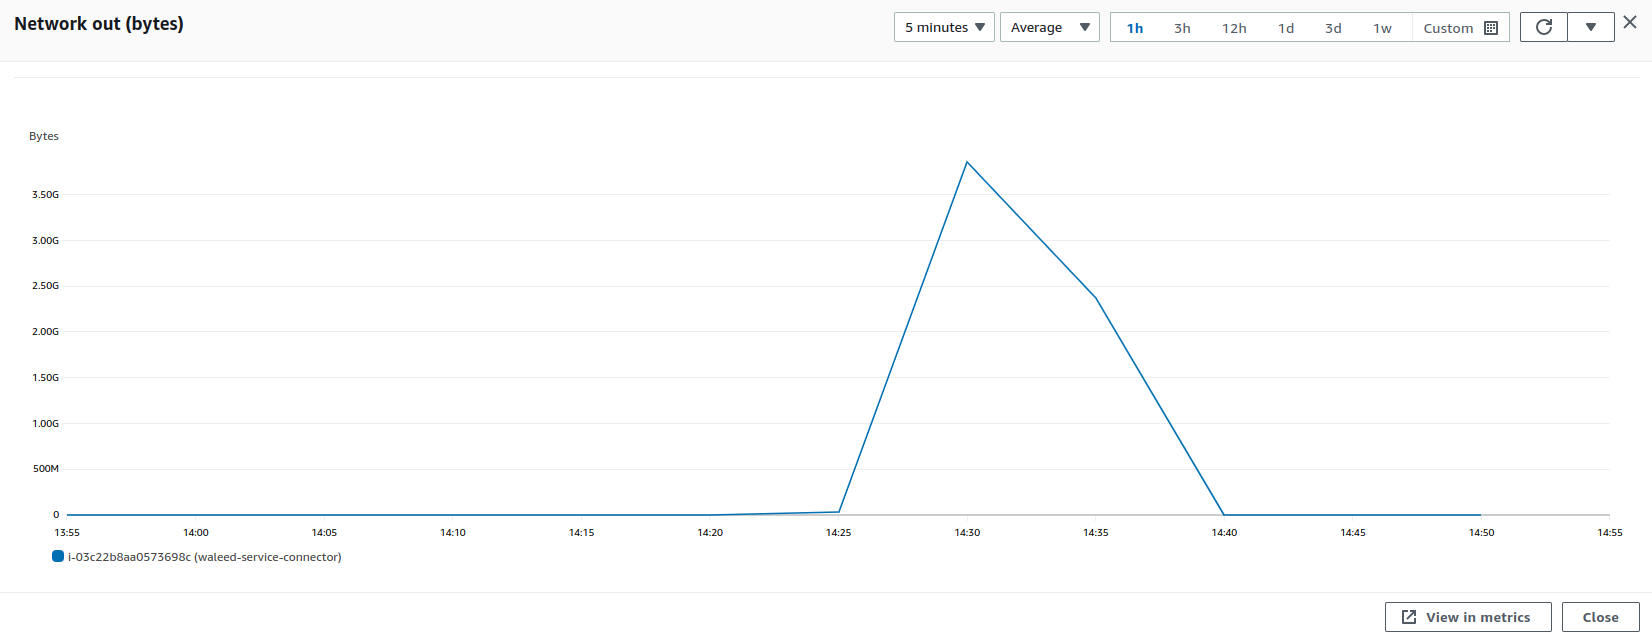 Network out (bytes)
5 minutes
Average
1h 3h 12h 1d 3d 1w Custom
Bytes
3.50G
3.00G
2.50G
2.00G
1.50G
1.00G
500M
0
13:55 14:00 14:05 14:10 14:15 14:20 14:25 14:30 14:35 14:40 14:45 14:50 14:55
i-03c22b8aa0573698c (waleed-service-connector)
View in metrics
Close